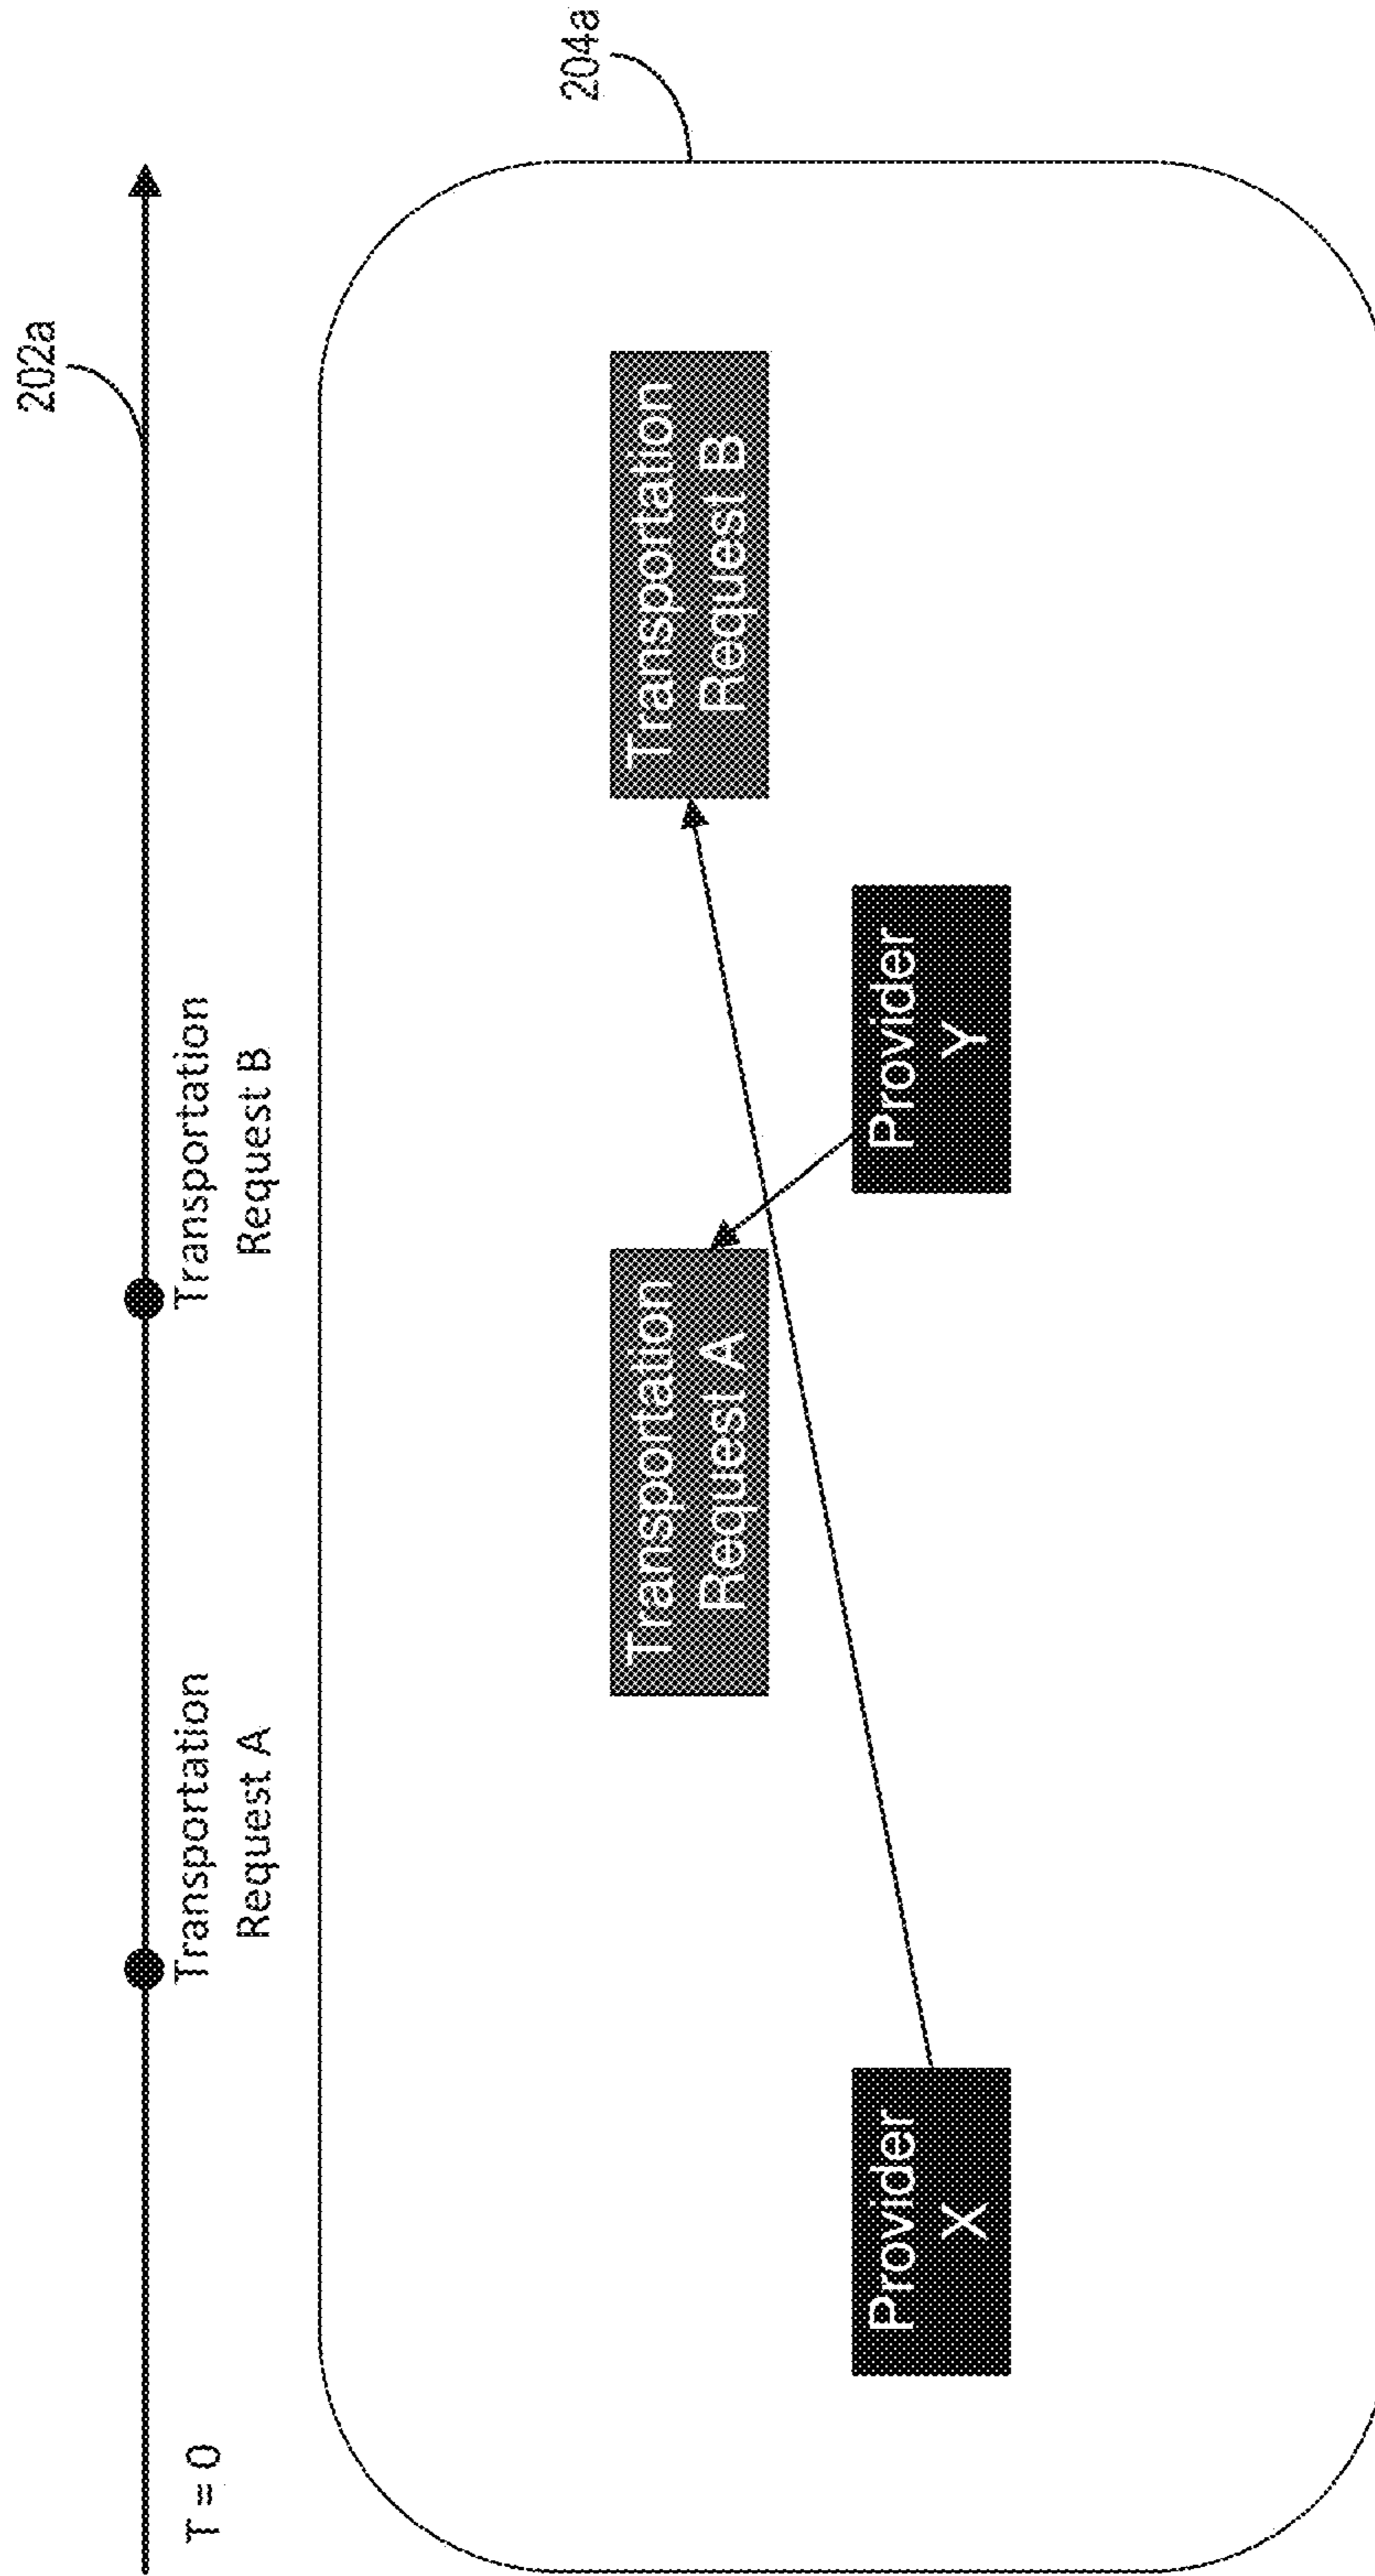 202a
T = 0
Transportation
Request A
Transportation
Request B
204a
Transportation
Request A
Transportation
Request B
Provider
X
Provider
Y